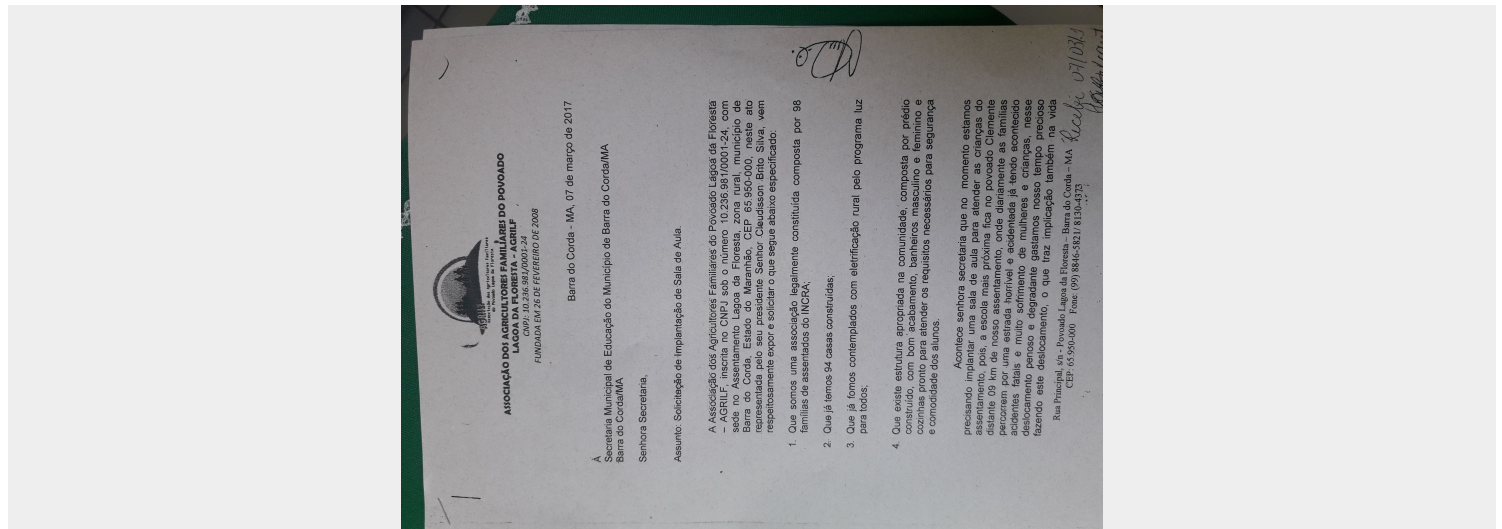 ASSOCIAÇÃO DOS AGRICULTORES FAMILIARES DO POVOADO
LAGOA DA FLORESTA – AGRILF
CNPJ: 10.236.981/0001-24
FUNDADA EM 26 DE FEVEREIRO DE 2008
Barra do Corda - MA, 07 de março de 2017
À
Secretaria Municipal de Educação do Município de Barra do Corda/MA
Barra do Corda/MA
Senhora Secretaria,
Assunto: Solicitação de Implantação de Sala de Aula.
A Associação dos Agricultores Familiares do Povoado Lagoa da Floresta
– AGRILF, inscrita no CNPJ sob o número 10.236.981/0001-24, com
sede no Assentamento Lagoa da Floresta, zona rural, município de
Barra do Corda, Estado do Maranhão, CEP 65.950-000, neste ato
representada pelo seu presidente Senhor Cleudisson Brito Silva, vem
respeitosamente expor e solicitar o que segue abaixo especificado:
1. Que somos uma associação legalmente constituída composta por 98
famílias de assentados do INCRA;
2. Que já temos 94 casas construídas;
3. Que já fomos contemplados com eletrificação rural pelo programa luz
para todos;
4. Que existe estrutura apropriada na comunidade, composta por prédio
construído, com bom acabamento, banheiros masculino e feminino e
cozinhas pronto para atender os requisitos necessários para segurança
e comodidade dos alunos.
Acontece senhora secretaria que no momento estamos
precisando implantar uma sala de aula para atender as crianças do
assentamento, pois, a escola mais próxima fica no povoado Clemente
distante 09 km de nosso assentamento, onde diariamente as famílias
percorrem por uma estrada horrível e acidentada já tendo acontecido
acidentes fatais e muito sofrimento de mulheres e crianças, nesse
deslocamento penoso e degradante gastamos nosso tempo precioso
fazendo este deslocamento, o que traz implicação também na vida
Rua Principal, s/n - Povoado Lagoa da Floresta – Barra do Corda – MA
CEP: 65.950-000 Fone: (99) 8846-5821/ 8130-4373
Recebi 07/03/